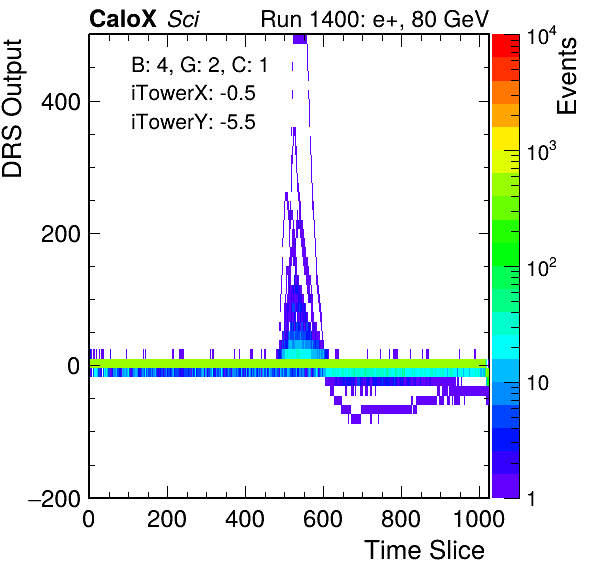 CaloX Sci Run 1400: e+, 80 GeV
B: 4, G: 2, C: 1
iTowerX: -0.5
iTowerY: -5.5
DRS Output
400
200
0
−200
0 200 400 600 800 1000
Time Slice
Events
10^4
10^3
10^2
10
1